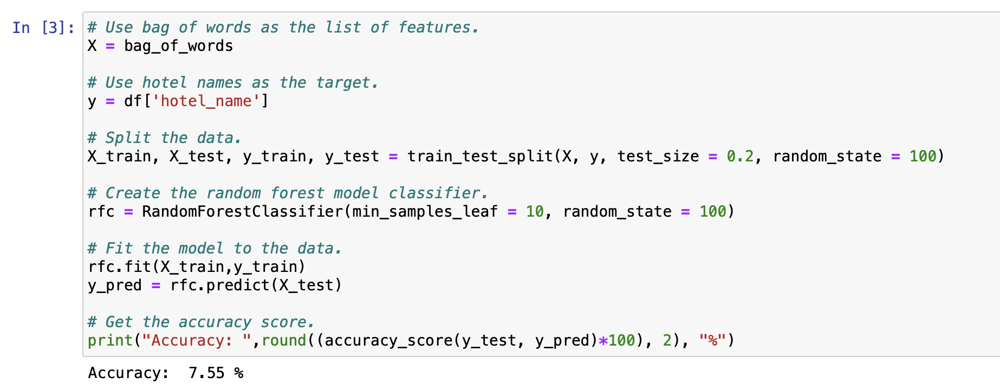 In [3]:
# Use bag of words as the list of features.
X = bag_of_words
# Use hotel names as the target.
y = df['hotel_name']
# Split the data.
X_train, X_test, y_train, y_test = train_test_split(X, y, test_size = 0.2, random_state = 100)
# Create the random forest model classifier.
rfc = RandomForestClassifier(min_samples_leaf = 10, random_state = 100)
# Fit the model to the data.
rfc.fit(X_train,y_train)
y_pred = rfc.predict(X_test)
# Get the accuracy score.
print("Accuracy: ",round((accuracy_score(y_test, y_pred)*100), 2), "%")
Accuracy:  7.55 %